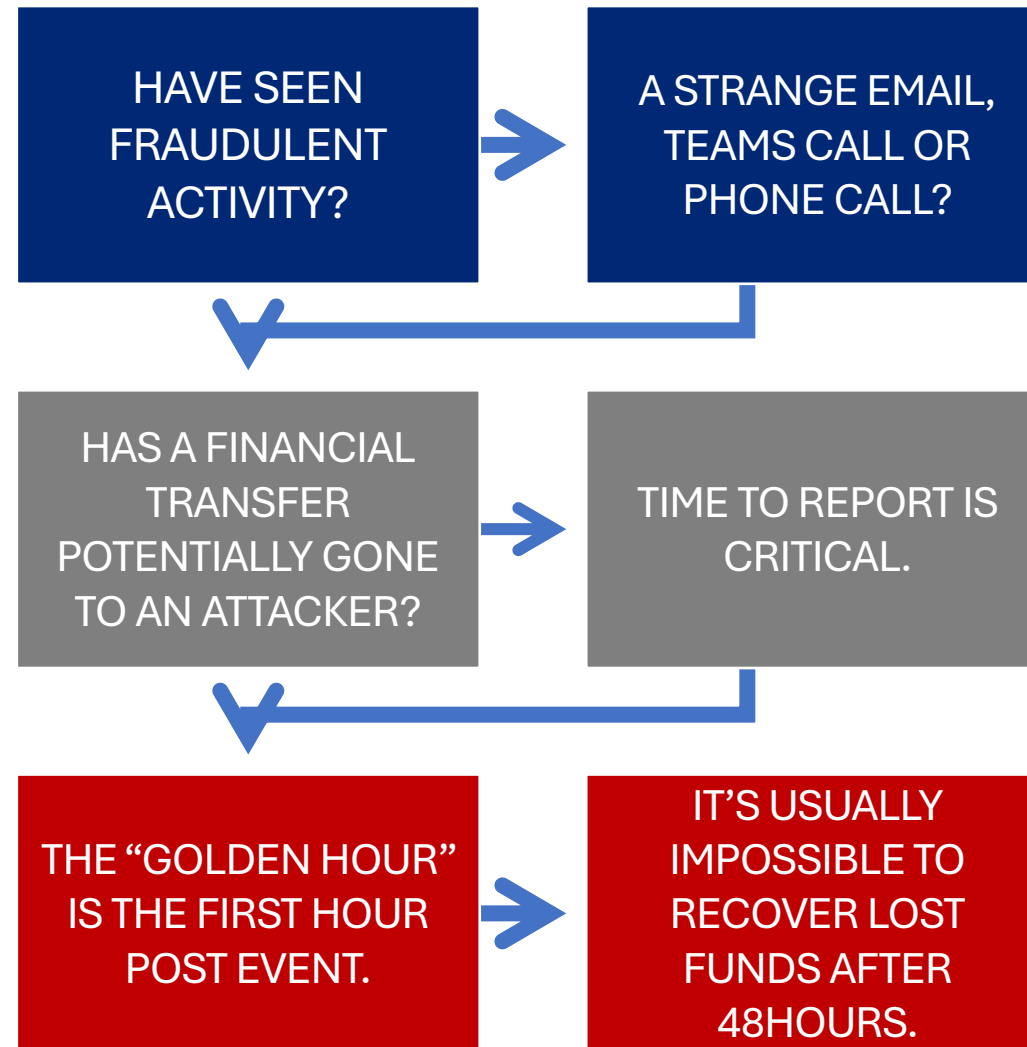 HAVE SEEN
FRAUDULENT
ACTIVITY?
A STRANGE EMAIL,
TEAMS CALL OR
PHONE CALL?
HAS A FINANCIAL
TRANSFER
POTENTIALLY GONE
TO AN ATTACKER?
TIME TO REPORT IS
CRITICAL.
THE “GOLDEN HOUR”
IS THE FIRST HOUR
POST EVENT.
IT’S USUALLY
IMPOSSIBLE TO
RECOVER LOST
FUNDS AFTER
48HOURS.